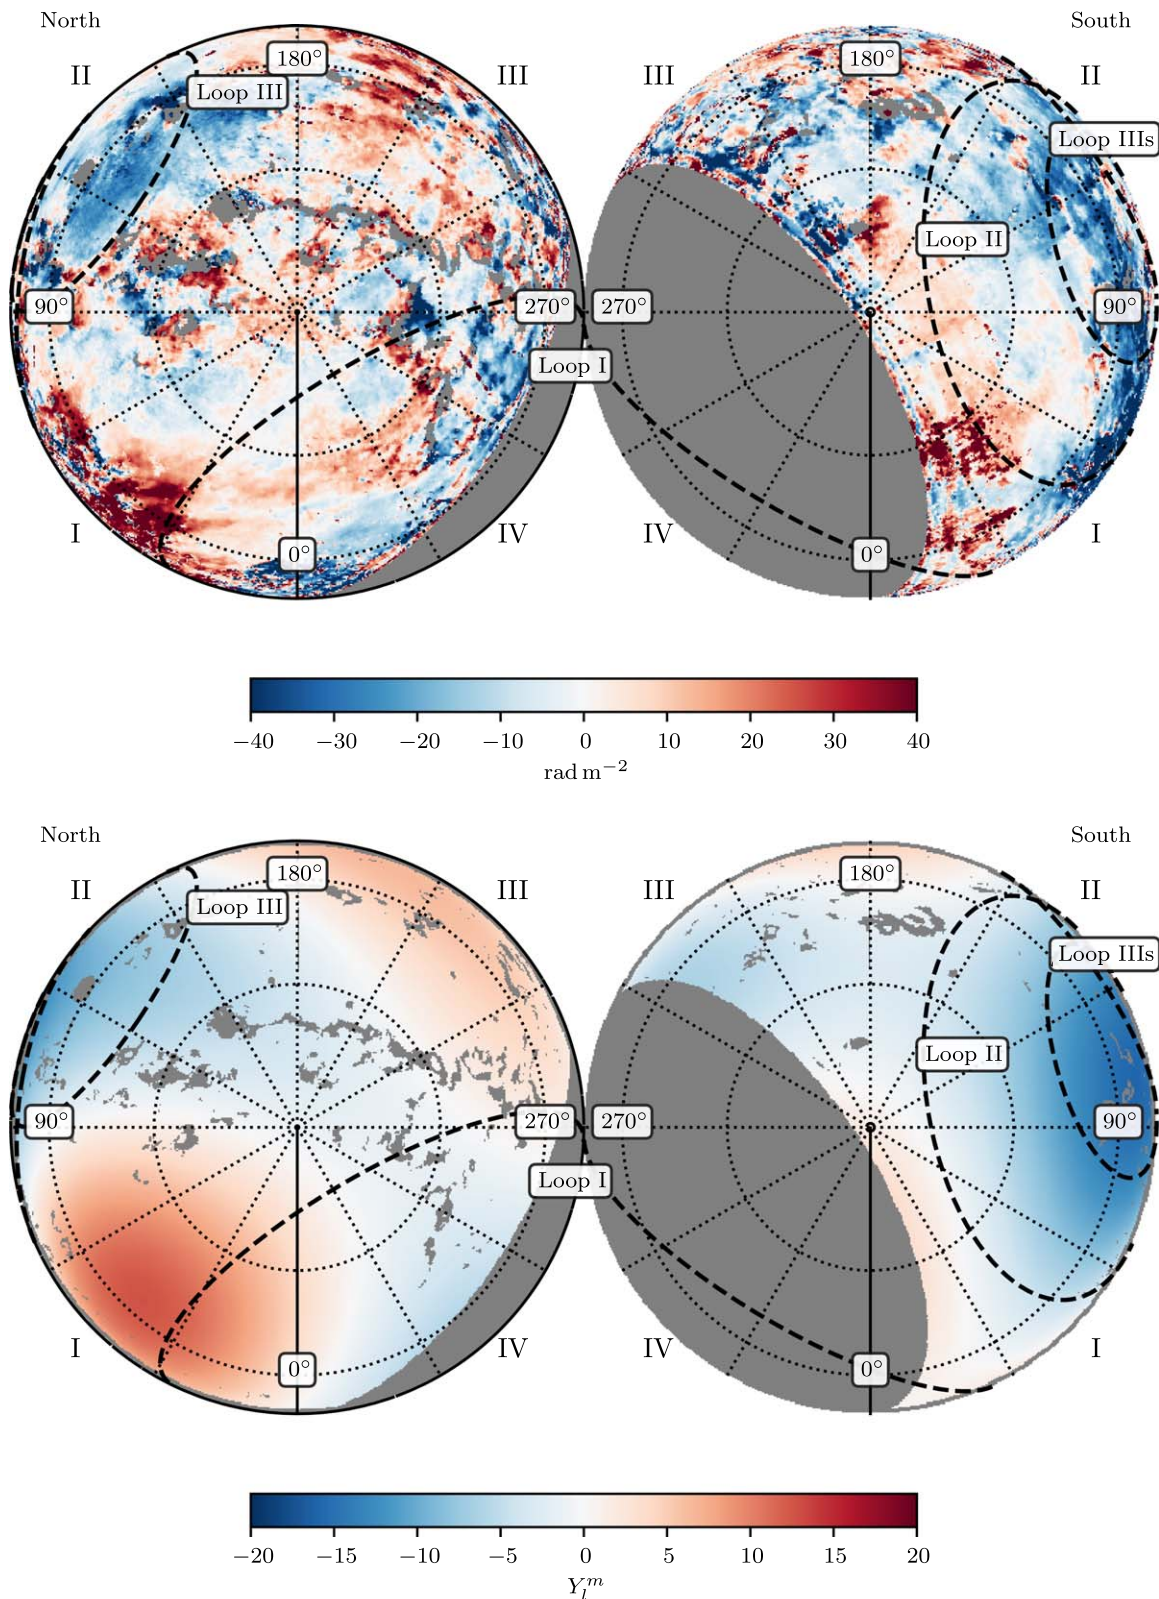 North
South
II
180°
III
III
180°
II
Loop III
Loop IIIs
Loop II
90°
270°
270°
90°
Loop I
I
0°
IV
IV
0°
I
−40
−30
−20
−10
0
10
20
30
40
rad m⁻²
North
South
II
180°
III
III
180°
II
Loop III
Loop IIIs
Loop II
90°
270°
270°
90°
Loop I
I
0°
IV
IV
0°
I
−20
−15
−10
−5
0
5
10
15
20
Yₗᵐ